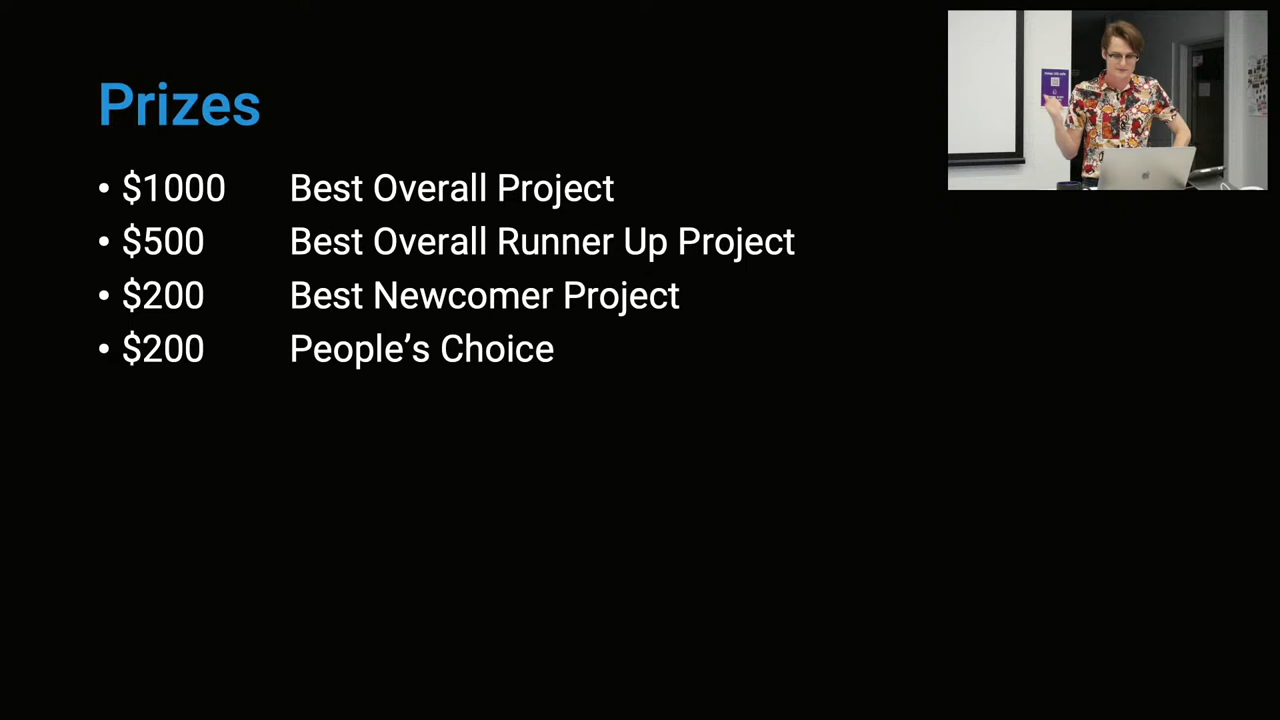 Prizes
• $1000 Best Overall Project
• $500 Best Overall Runner Up Project
• $200 Best Newcomer Project
• $200 People’s Choice